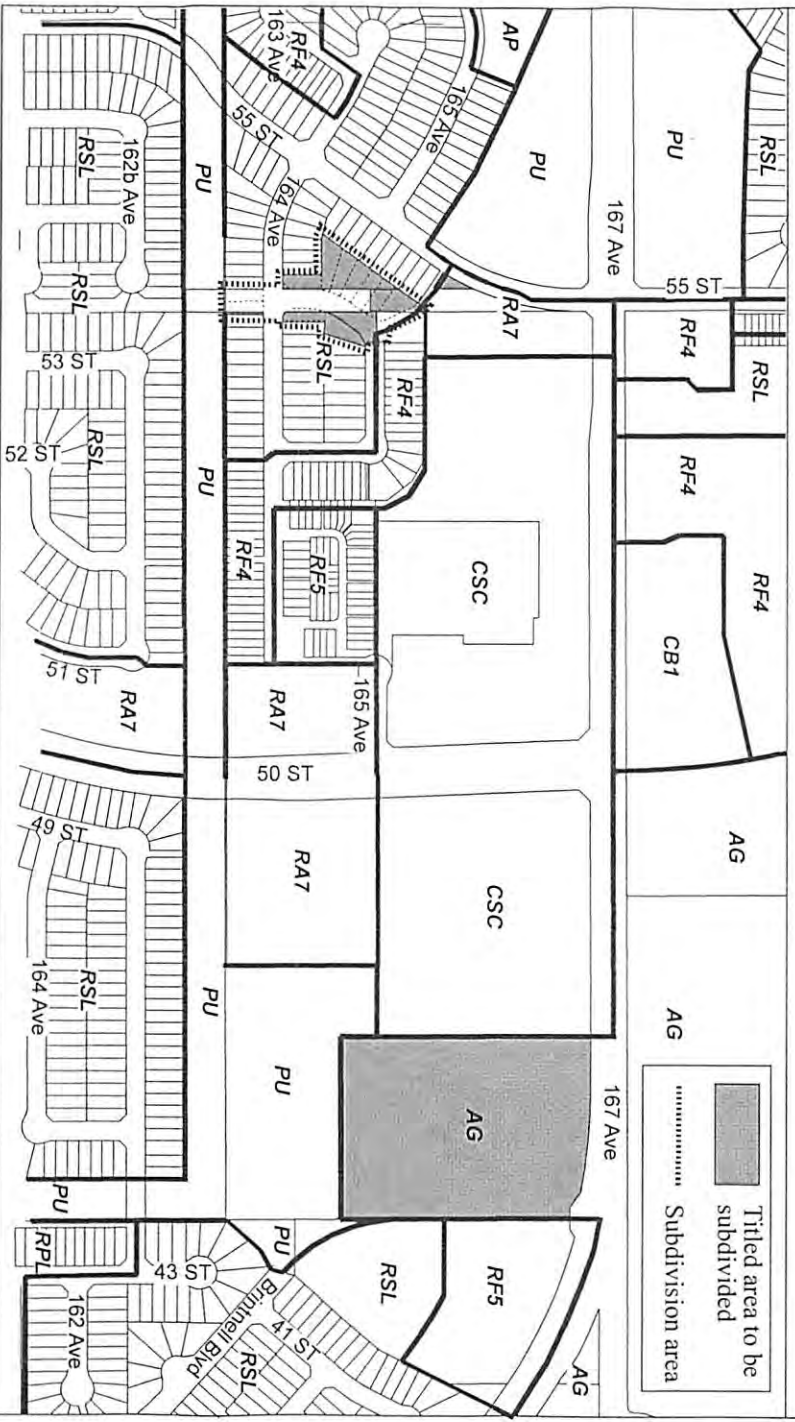 AP
RSL
RF4
163 Ave
165 Ave
PU
PU
55 ST
162b Ave
RSL
PU
164 Ave
167 Ave
55 ST
RSL
RA7
RF4
RSL
53 ST
RSL
RF4
RSL
52 ST
PU
RF4
RF4
RF5
CSC
RF4
CB1
51 ST
RA7
RA7
165 Ave
50 ST
49 ST
RA7
CSC
AG
RSL
164 Ave
PU
PU
AG
AG
167 Ave
Titled area to be
subdivided
Subdivision area
PU
RPL
43 ST
PU
RSL
RF5
162 Ave
Brintnell Blvd
41 ST
RSL
AG